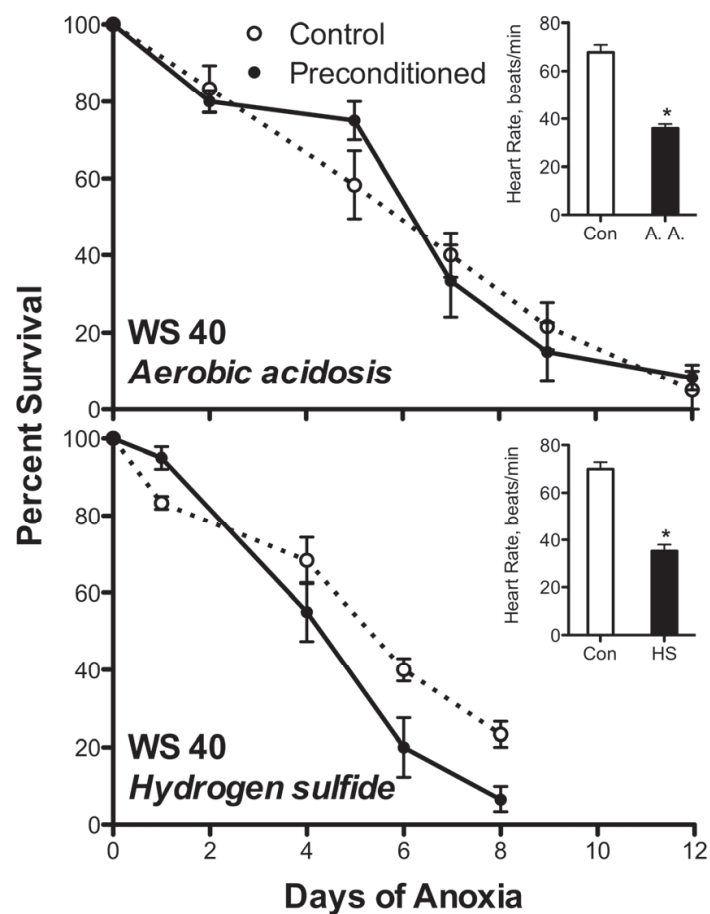 Percent Survival
100
80
60
40
20
0
Control
Preconditioned
WS 40
Aerobic acidosis
Heart Rate, beats/min
80
60
40
20
0
*
Con
A. A.
100
80
60
40
20
0
WS 40
Hydrogen sulfide
Heart Rate, beats/min
80
60
40
20
0
*
Con
HS
0
2
4
6
8
10
12
Days of Anoxia